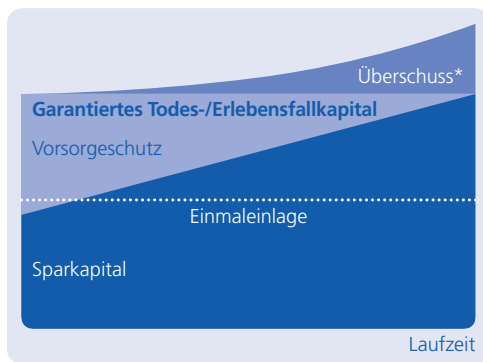 Überschuss*
Garantiertes Todes-/Erlebensfallkapital
Vorsorgeschutz
Einmaleinlage
Sparkapital
Laufzeit